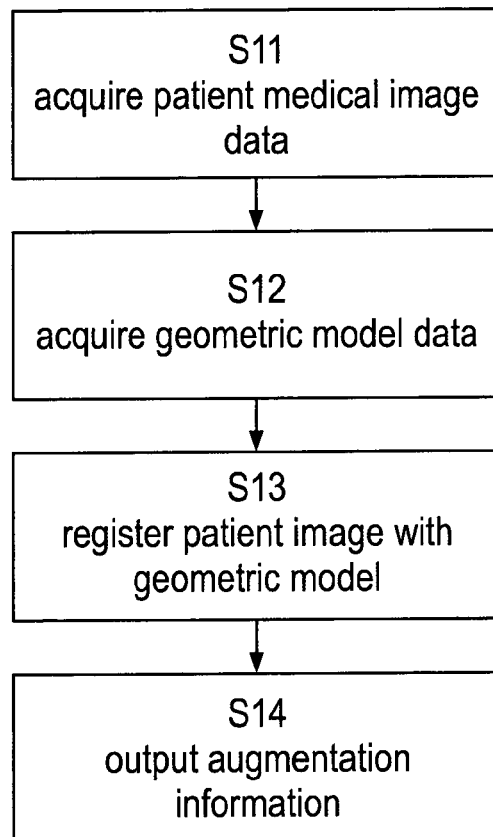 S11
acquire patient medical image
data
S12
acquire geometric model data
S13
register patient image with
geometric model
S14
output augmentation
information